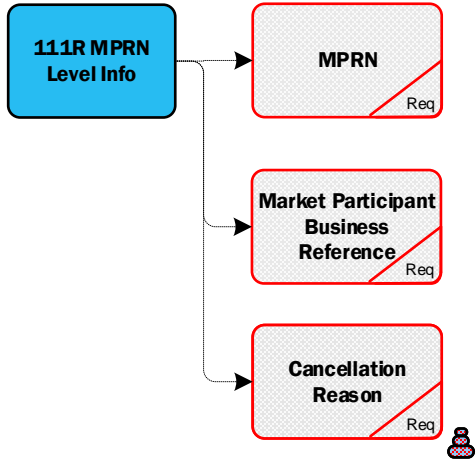 111R MPRN
Level Info
MPRN
Req
Market Participant
Business
Reference
Req
Cancellation
Reason
Req